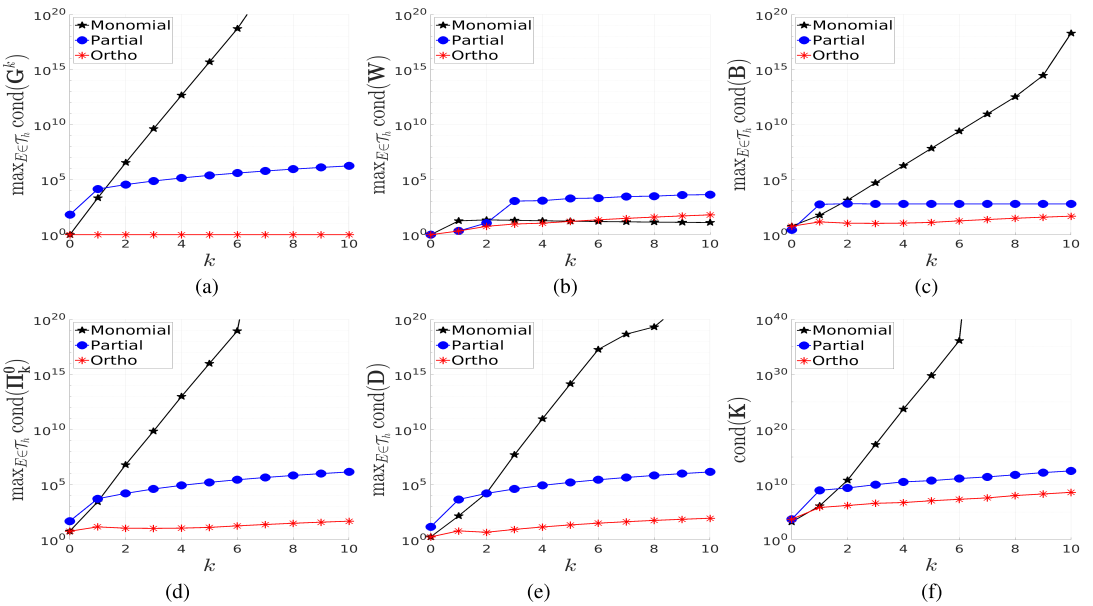 Monomial
Partial
Ortho
max_{E∈𝒯_h} cond(G^k)
10^20
10^15
10^10
10^5
10^0
0 2 4 6 8 10
k
(a)
Monomial
Partial
Ortho
max_{E∈𝒯_h} cond(W)
10^20
10^15
10^10
10^5
10^0
0 2 4 6 8 10
k
(b)
Monomial
Partial
Ortho
max_{E∈𝒯_h} cond(B)
10^20
10^15
10^10
10^5
10^0
0 2 4 6 8 10
k
(c)
Monomial
Partial
Ortho
max_{E∈𝒯_h} cond(Π_k^0)
10^20
10^15
10^10
10^5
10^0
0 2 4 6 8 10
k
(d)
Monomial
Partial
Ortho
max_{E∈𝒯_h} cond(D)
10^20
10^15
10^10
10^5
10^0
0 2 4 6 8 10
k
(e)
Monomial
Partial
Ortho
cond(K)
10^40
10^30
10^20
10^10
10^0
0 2 4 6 8 10
k
(f)